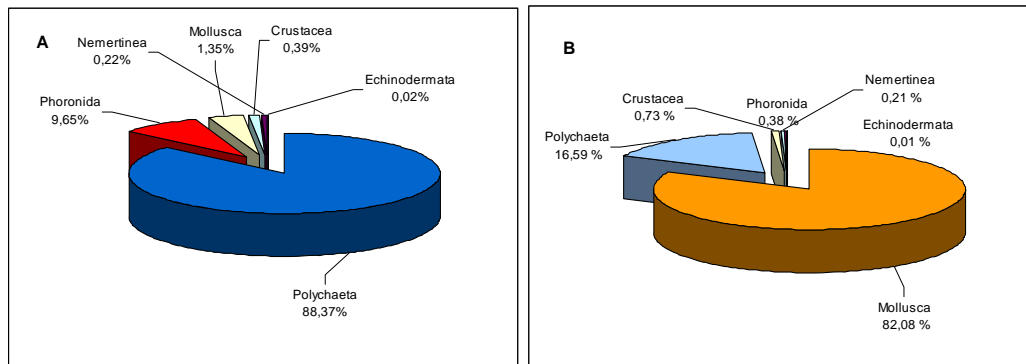 A
Mollusca
1,35%
Crustacea
0,39%
Nemertinea
0,22%
Echinodermata
0,02%
Phoronida
9,65%
Polychaeta
88,37%
B
Nemertinea
0,21 %
Crustacea
0,73 %
Phoronida
0,38 %
Echinodermata
0,01 %
Polychaeta
16,59 %
Mollusca
82,08 %